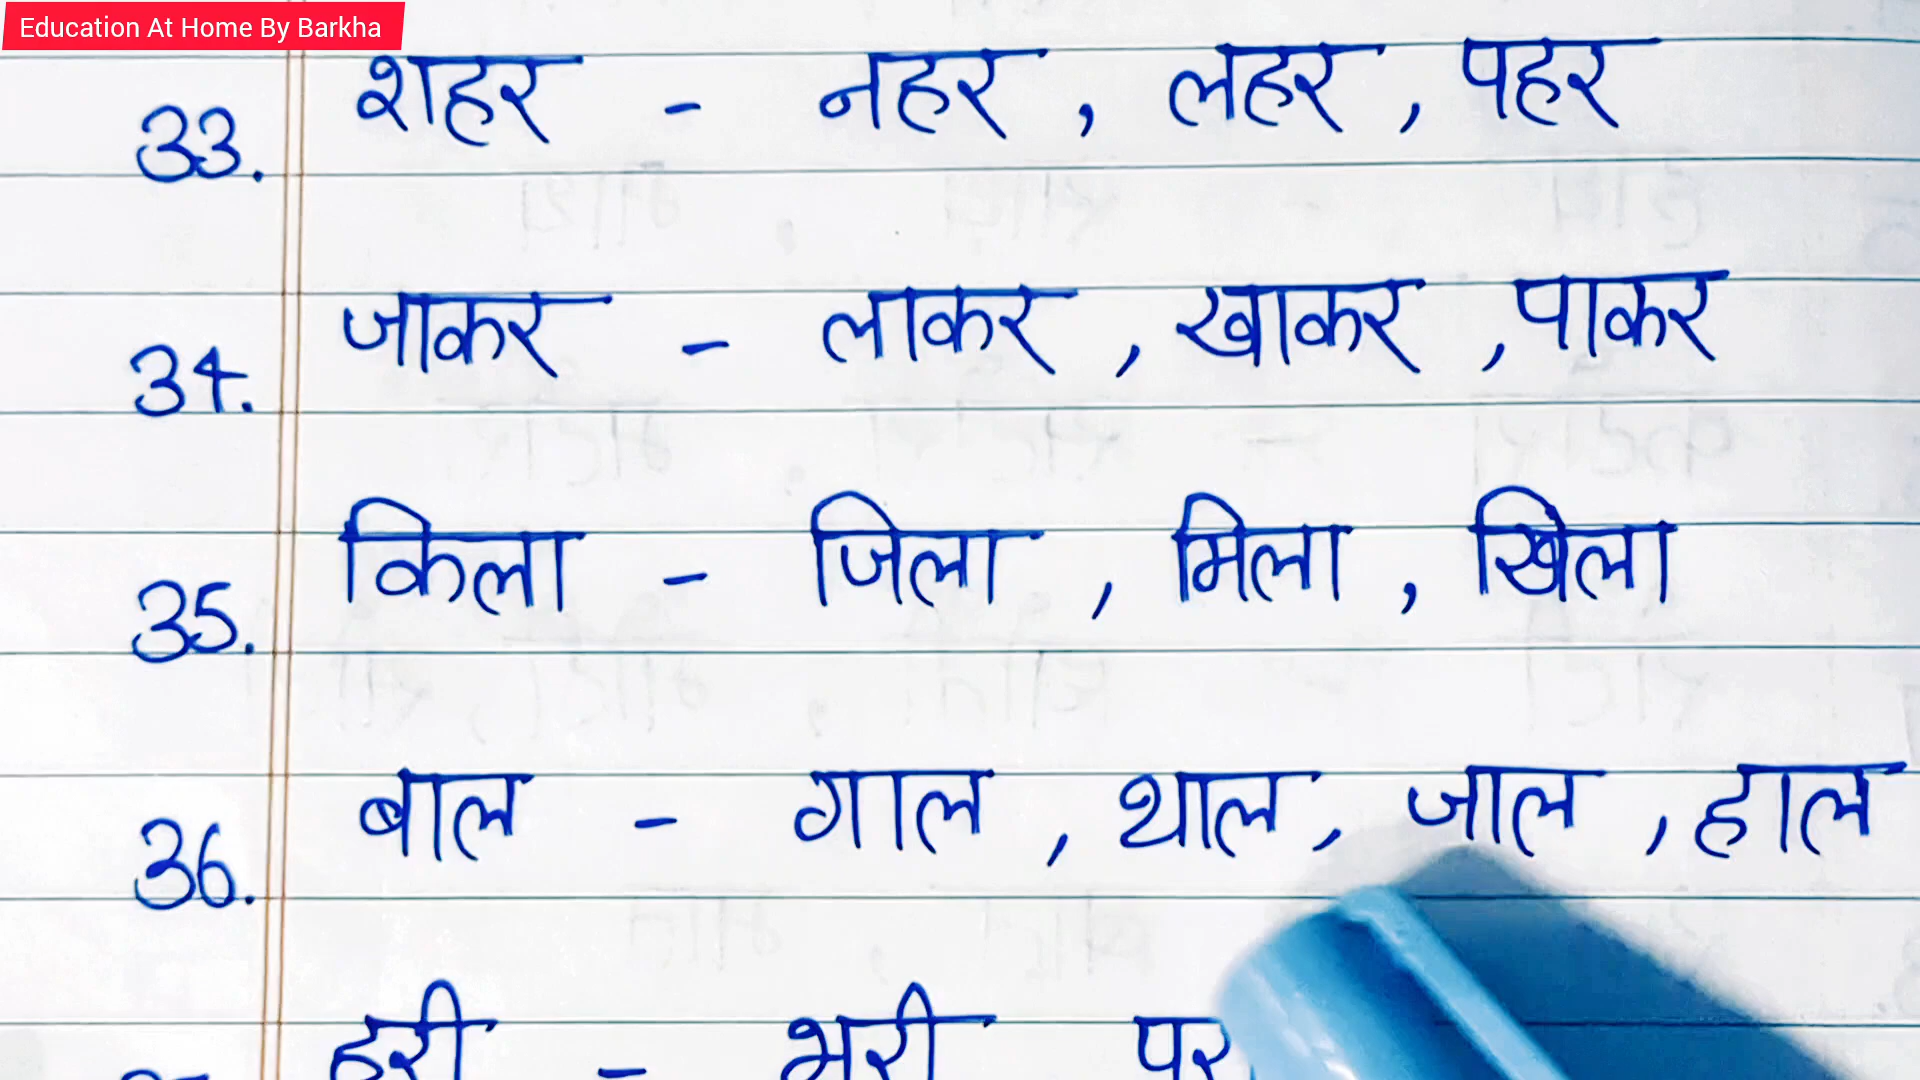 Education At Home By Barkha
33. शहर - नहर , लहर , पहर
34. जाकर - लाकर , खाकर , पाकर
35. किला - जिला , मिला , खिला
36. बाल - गाल , थाल , जाल , हाल
हरी - भरी